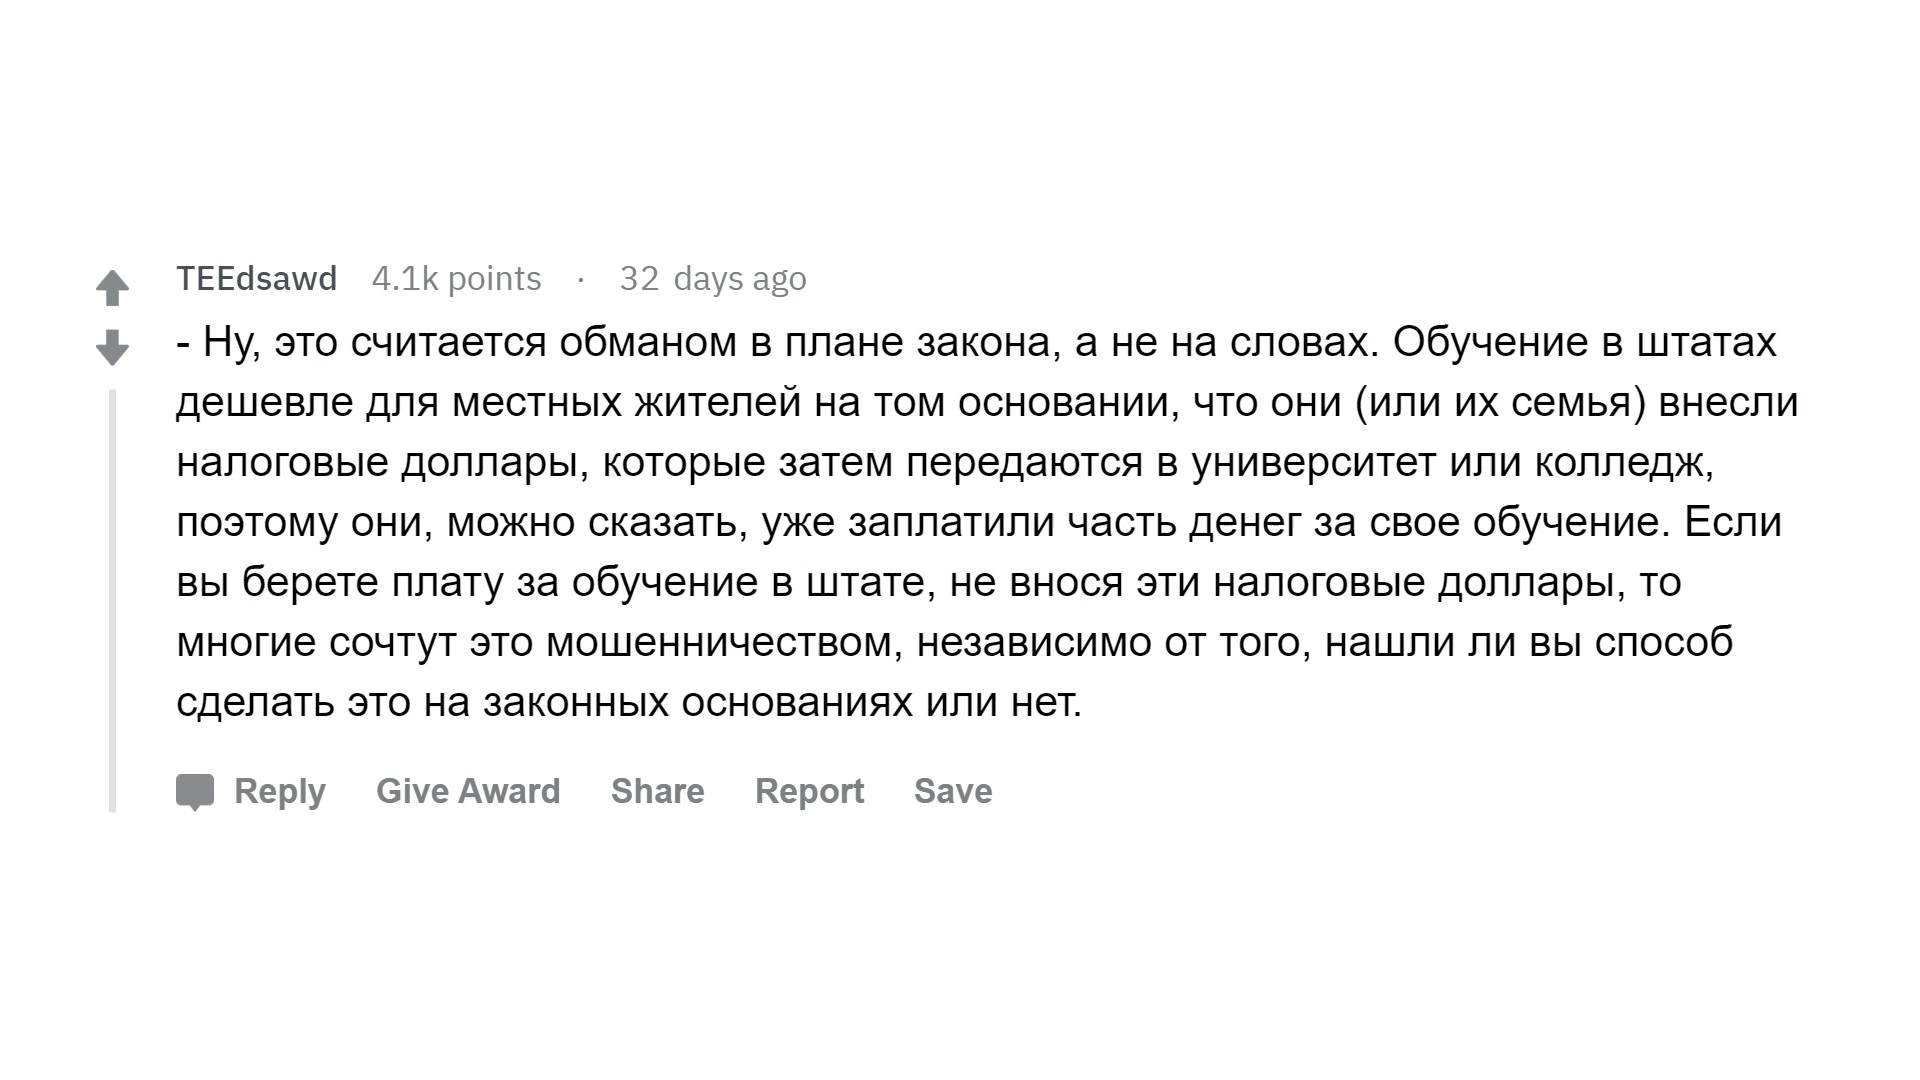 TEEdsawd 4.1k points · 32 days ago
- Ну, это считается обманом в плане закона, а не на словах. Обучение в штатах
дешевле для местных жителей на том основании, что они (или их семья) внесли
налоговые доллары, которые затем передаются в университет или колледж,
поэтому они, можно сказать, уже заплатили часть денег за свое обучение. Если
вы берете плату за обучение в штате, не внося эти налоговые доллары, то
многие сочтут это мошенничеством, независимо от того, нашли ли вы способ
сделать это на законных основаниях или нет.
Reply Give Award Share Report Save